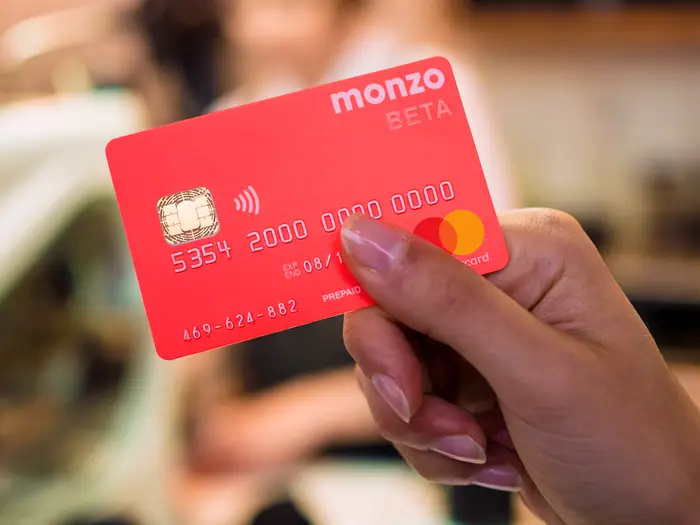 monzo
BETA
5354 2000 0000 0000
EXP
END 08/1
PREPAID
469-624-882